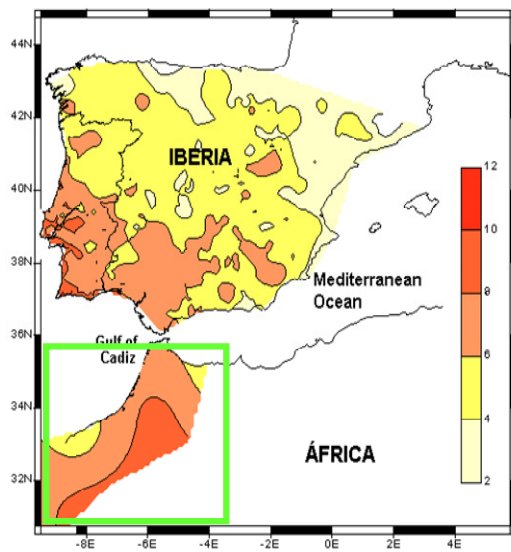 44N
42N
40N
38N
36N
34N
32N
IBERIA
Mediterranean
Ocean
Gulf of
Cadiz
ÁFRICA
12
10
8
6
4
2
-8E
-6E
-4E
-2E
0E
2E
4E